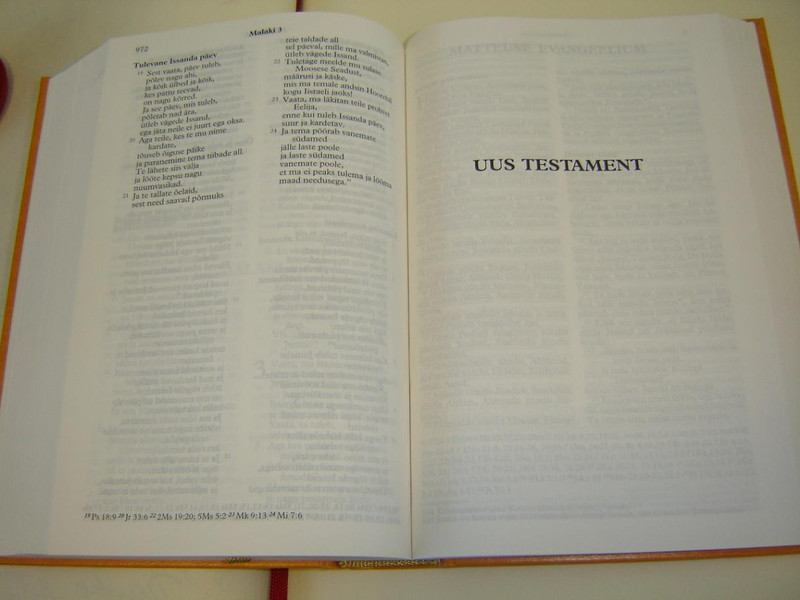 972
Malaki 3
Tulevane Issanda päev
19 Sest vaata, päev tuleb,
põlev nagu ahi,
ja kõik ülbed ja kõik,
kes pattu teevad,
on nagu kõrred.
Ja see päev, mis tuleb,
põletab nad ära,
ütleb vägede Issand,
ega jäta neile ei juurt ega oksa.
20 Aga teile, kes te mu nime
kardate,
tõuseb õiguse päike
ja paranemine tema tiibade all.
Te lähete siis välja
ja lööte kepsu nagu
nuumvasikad.
21 Ja te tallate õelaid,
sest need saavad põrmuks
teie taldade all
sel päeval, mille ma valmistan,
ütleb vägede Issand.
22 Tuletage meelde mu sulase
Moosese Seadust,
määrusi ja käske,
mis ma temale andsin Hoorebil
kogu Iisraeli jaoks!
23 Vaata, ma läkitan teile prohvet
Eelija,
enne kui tuleb Issanda päev,
suur ja kardetav.
24 Ja tema pöörab vanemate
südamed
jälle laste poole
ja laste südamed
vanemate poole,
et ma ei peaks tulema ja lööma
maad needusega."
19 Ps 18:9 20 Jr 33:6 22 2Ms 19:20; 5Ms 5:2 23 Mk 9:13 24 Mi 7:6
UUS TESTAMENT
MATTEUSE EVANGEELIUM